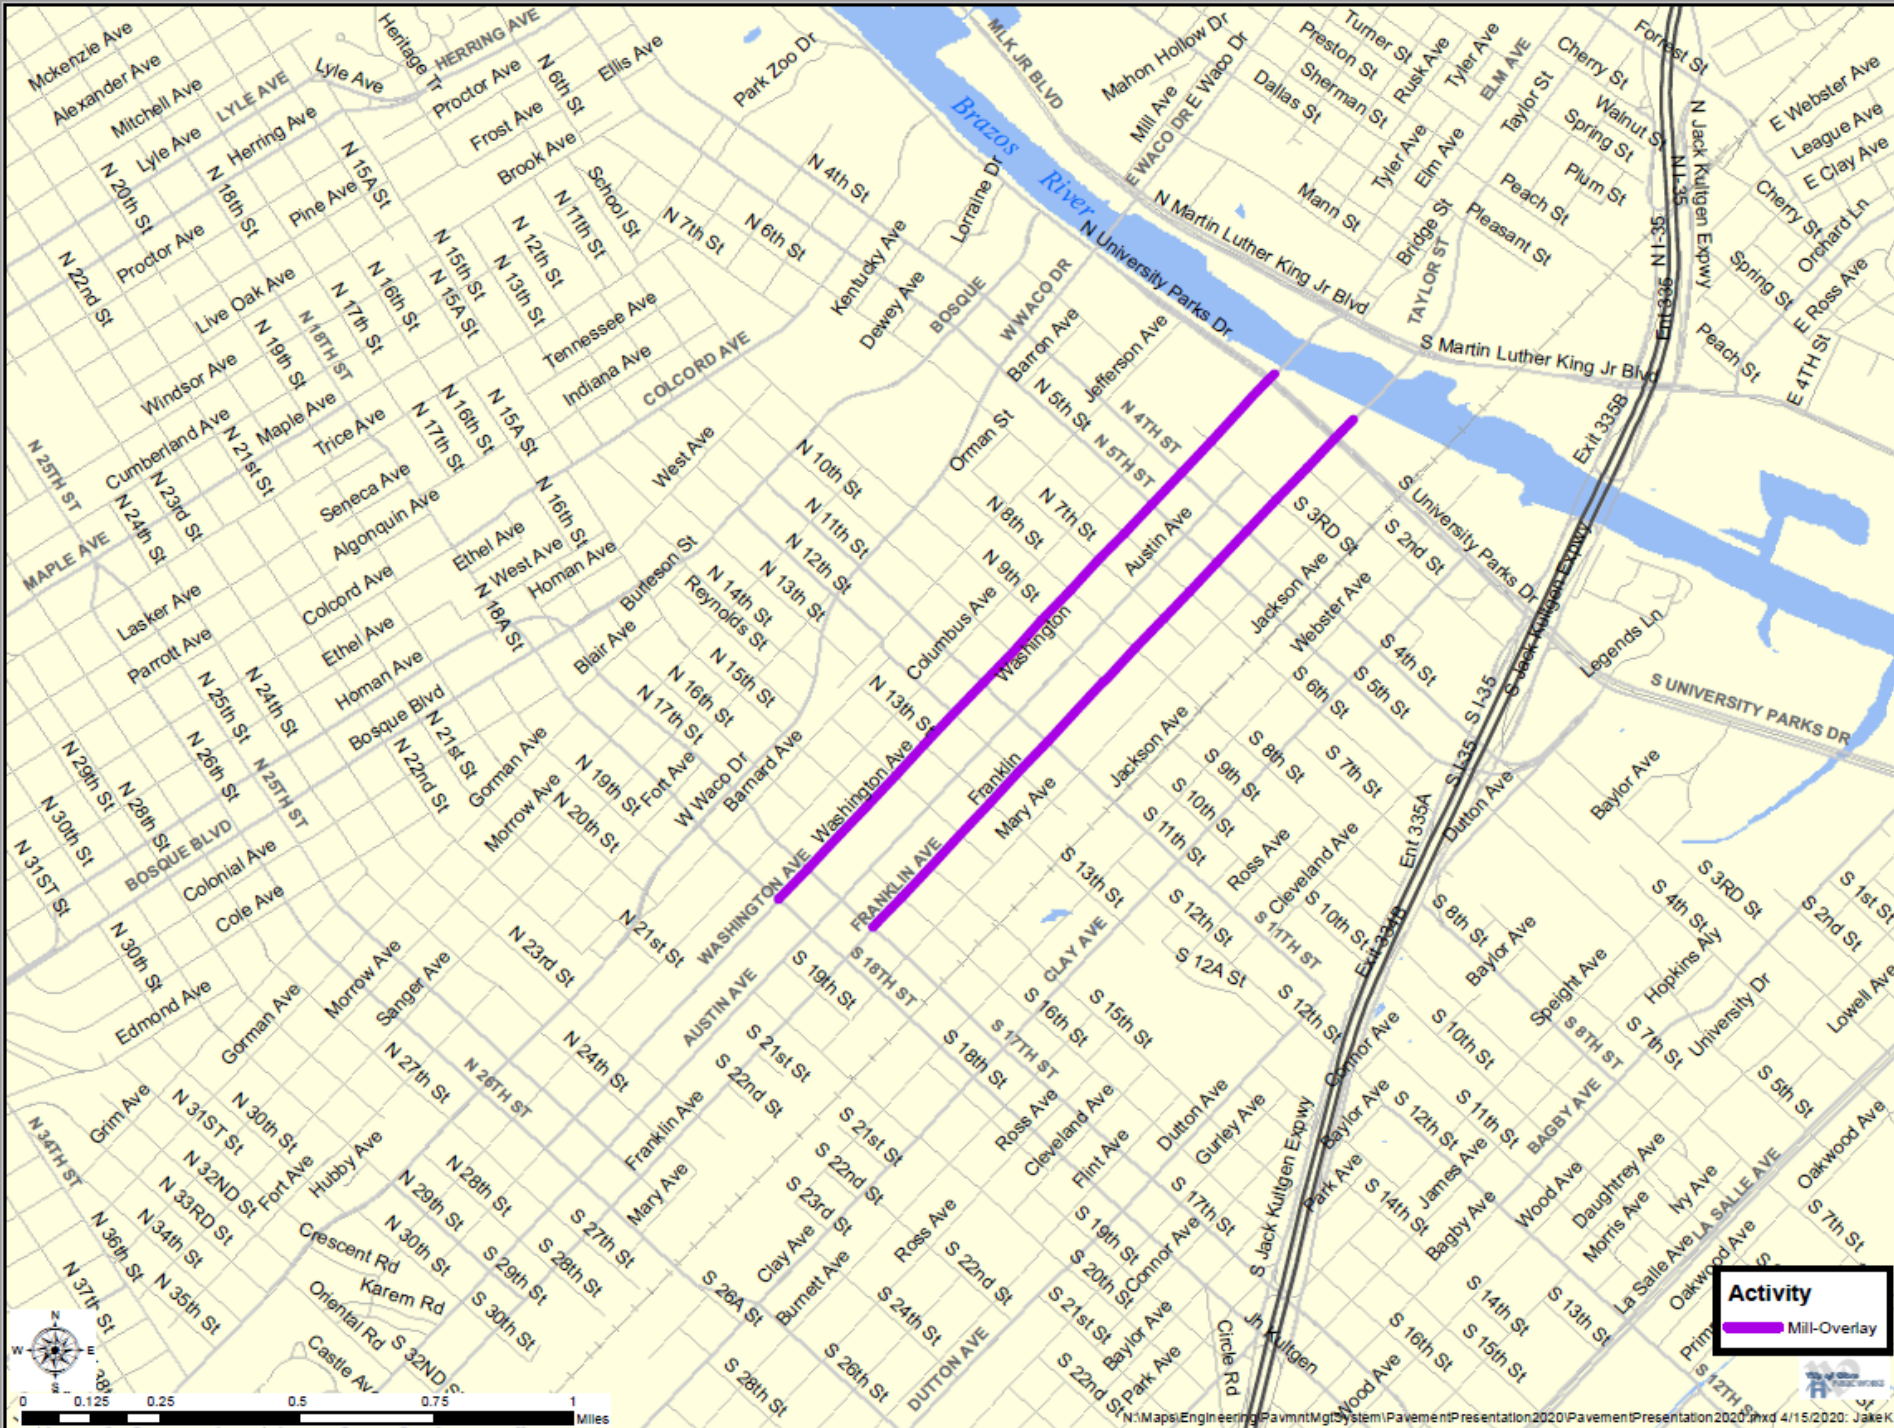 Mckenzie Ave
Alexander Ave
Mitchell Ave
Lyle Ave
LYLE AVE
Herring Ave
Lyle Ave
Heritage Tr
HERRING AVE
Proctor Ave
Frost Ave
Brook Ave
N 6th St
Ellis Ave
Park Zoo Dr
MLK JR BLVD
Mahon Hollow Dr
Mill Ave
E WACO DR
E Waco Dr
Turner St
Preston St
Sherman St
Dallas St
Rusk Ave
Tyler Ave
ELM AVE
Taylor St
Cherry St
Forrest St
Walnut St
Spring St
Plum St
Peach St
Pleasant St
Tyler Ave
Elm Ave
Mann St
Bridge St
TAYLOR ST
N Jack Kultgen Expwy
N I-35
N I-35
Ent 335
E Webster Ave
League Ave
E Clay Ave
Cherry St
Orchard Ln
Spring St
E Ross Ave
Peach St
E 4TH St
Brazos
River
N Martin Luther King Jr Blvd
S Martin Luther King Jr Blvd
N University Parks Dr
N 20th St
N 18th St
Pine Ave
N 15A St
School St
N 11th St
N 12th St
N 13th St
N 15th St
N 15A St
N 16th St
N 17th St
N 18TH ST
N 19th St
Proctor Ave
N 22nd St
Live Oak Ave
Windsor Ave
Cumberland Ave
Maple Ave
Trice Ave
N 7th St
N 6th St
N 4th St
Lorraine Dr
Kentucky Ave
Dewey Ave
BOSQUE
W WACO DR
Barron Ave
Jefferson Ave
N 5th St
N 4TH ST
N 5TH ST
Tennessee Ave
Indiana Ave
COLCORD AVE
N 15A St
N 16th St
N 17th St
N 21st St
N 23rd St
N 24th St
N 25TH ST
MAPLE AVE
Seneca Ave
Algonquin Ave
Ethel Ave
West Ave
Homan Ave
N 16th St
N 18A St
West Ave
Orman St
N 10th St
N 11th St
N 12th St
N 13th St
N 14th St
Reynolds St
N 15th St
N 16th St
N 17th St
Burleson St
Blair Ave
N 7th St
N 8th St
N 9th St
Columbus Ave
Austin Ave
Washington
N 13th St
Washington Ave
Franklin
Mary Ave
S 3RD St
S 2nd St
S University Parks Dr
Jackson Ave
Webster Ave
S 4th St
S 5th St
S 6th St
S 7th St
S 8th St
S 9th St
S 10th St
S 11th St
Jackson Ave
Exit 335B
S Jack Kultgen Expwy
S I-35
S I-35
Ent 335A
Legends Ln
S UNIVERSITY PARKS DR
Baylor Ave
Dutton Ave
Lasker Ave
Parrott Ave
Colcord Ave
Ethel Ave
Homan Ave
Bosque Blvd
N 24th St
N 25th St
N 26th St
N 25TH ST
N 21st St
N 22nd St
Gorman Ave
Morrow Ave
N 19th St
N 20th St
Fort Ave
W Waco Dr
Barnard Ave
N 29th St
N 28th St
N 30th St
N 31ST St
BOSQUE BLVD
Colonial Ave
Cole Ave
N 30th St
Edmond Ave
Gorman Ave
Morrow Ave
Sanger Ave
N 23rd St
N 21st St
N 24th St
WASHINGTON AVE
AUSTIN AVE
FRANKLIN AVE
S 18TH ST
S 19th St
S 21st St
S 22nd St
S 18th St
S 17TH ST
S 16th St
S 15th St
CLAY AVE
S 13th St
S 12th St
S 12A St
S 11TH ST
S 10th St
S 12th St
Ross Ave
Cleveland Ave
Exit 334B
Connor Ave
S 8th St
Baylor Ave
Speight Ave
S 8TH ST
S 10th St
S 7th St
Hopkins Aly
S 4th St
S 3RD St
S 2nd St
S 1st St
University Dr
Lowell Ave
S 5th St
Grim Ave
N 31ST St
N 30th St
N 32ND St
N 33RD St
N 34th St
N 34TH ST
N 35th St
N 36th St
N 37th St
Fort Ave
Hubby Ave
N 27th St
N 26TH ST
N 28th St
N 29th St
N 30th St
Crescent Rd
Karem Rd
Oriental Rd
Castle Ave
S 32ND St
S 30th St
S 29th St
S 28th St
S 27th St
Franklin Ave
Mary Ave
S 21st St
S 22nd St
S 23rd St
Clay Ave
Burnett Ave
Ross Ave
S 26A St
S 22nd St
S 24th St
S 26th St
S 28th St
DUTTON AVE
Ross Ave
Cleveland Ave
Flint Ave
Dutton Ave
Gurley Ave
S 17th St
S 19th St
S 20th St
S 21st St
S 22nd St
Connor Ave
Baylor Ave
Park Ave
Circle Rd
Jh Kultgen
S Jack Kultgen Expwy
Baylor Ave
Park Ave
S 12th St
S 11th St
James Ave
S 14th St
Bagby Ave
BAGBY AVE
Wood Ave
Daughtrey Ave
Morris Ave
Ivy Ave
LA SALLE AVE
La Salle Ave
Oakwood Ave
Oakwood Ave
S 7th St
S 14th St
S 13th St
S 16th St
S 15th St
Wood Ave
S 12TH ST
Activity
Mill-Overlay
N
W
E
S
0 0.125 0.25 0.5 0.75 1
Miles
N:\Maps\Engineering\PavmntMgtSystem\PavementPresentation2020\PavementPresentation2020.mxd 4/15/2020: